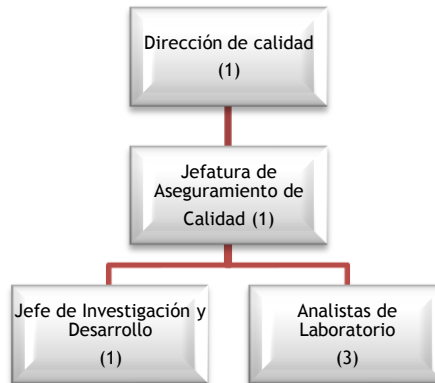 Dirección de calidad
(1)
Jefatura de
Aseguramiento de
Calidad (1)
Jefe de Investigación y
Desarrollo
(1)
Analistas de
Laboratorio
(3)